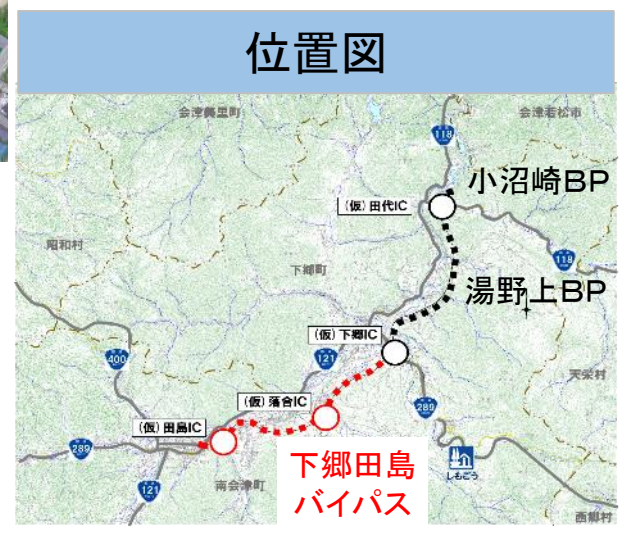 位置図
会津美里町
会津若松市
118
小沼崎BP
(仮)田代IC
昭和村
118
下郷町
湯野上BP
(仮)下郷IC
121
400
天栄村
(仮)落合IC
289
(仮)田島IC
289
下郷田島
バイパス
しもごう
南会津町
121
西郷村